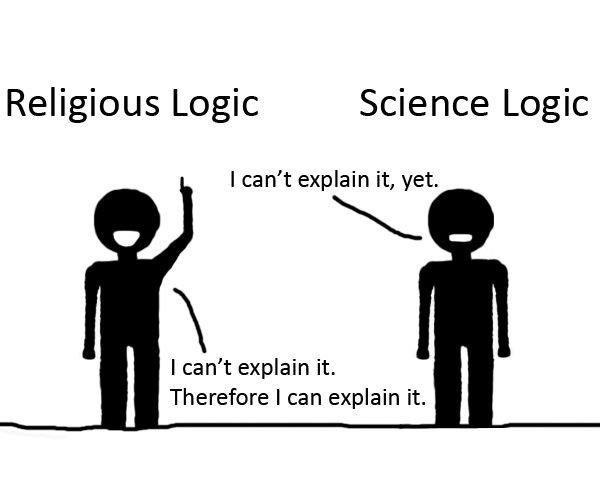 Religious Logic
Science Logic
I can't explain it, yet.
I can't explain it.
Therefore I can explain it.